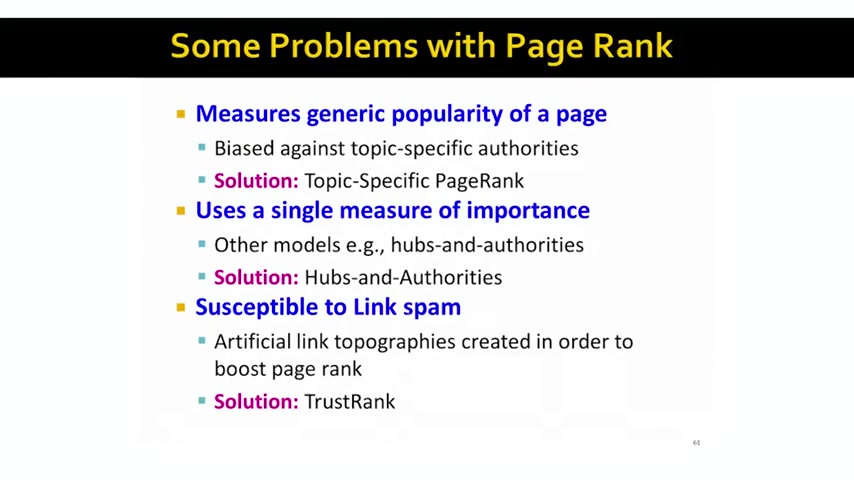 Some Problems with Page Rank
Measures generic popularity of a page
Biased against topic-specific authorities
Solution: Topic-Specific PageRank
Uses a single measure of importance
Other models e.g., hubs-and-authorities
Solution: Hubs-and-Authorities
Susceptible to Link spam
Artificial link topographies created in order to
boost page rank
Solution: TrustRank
61